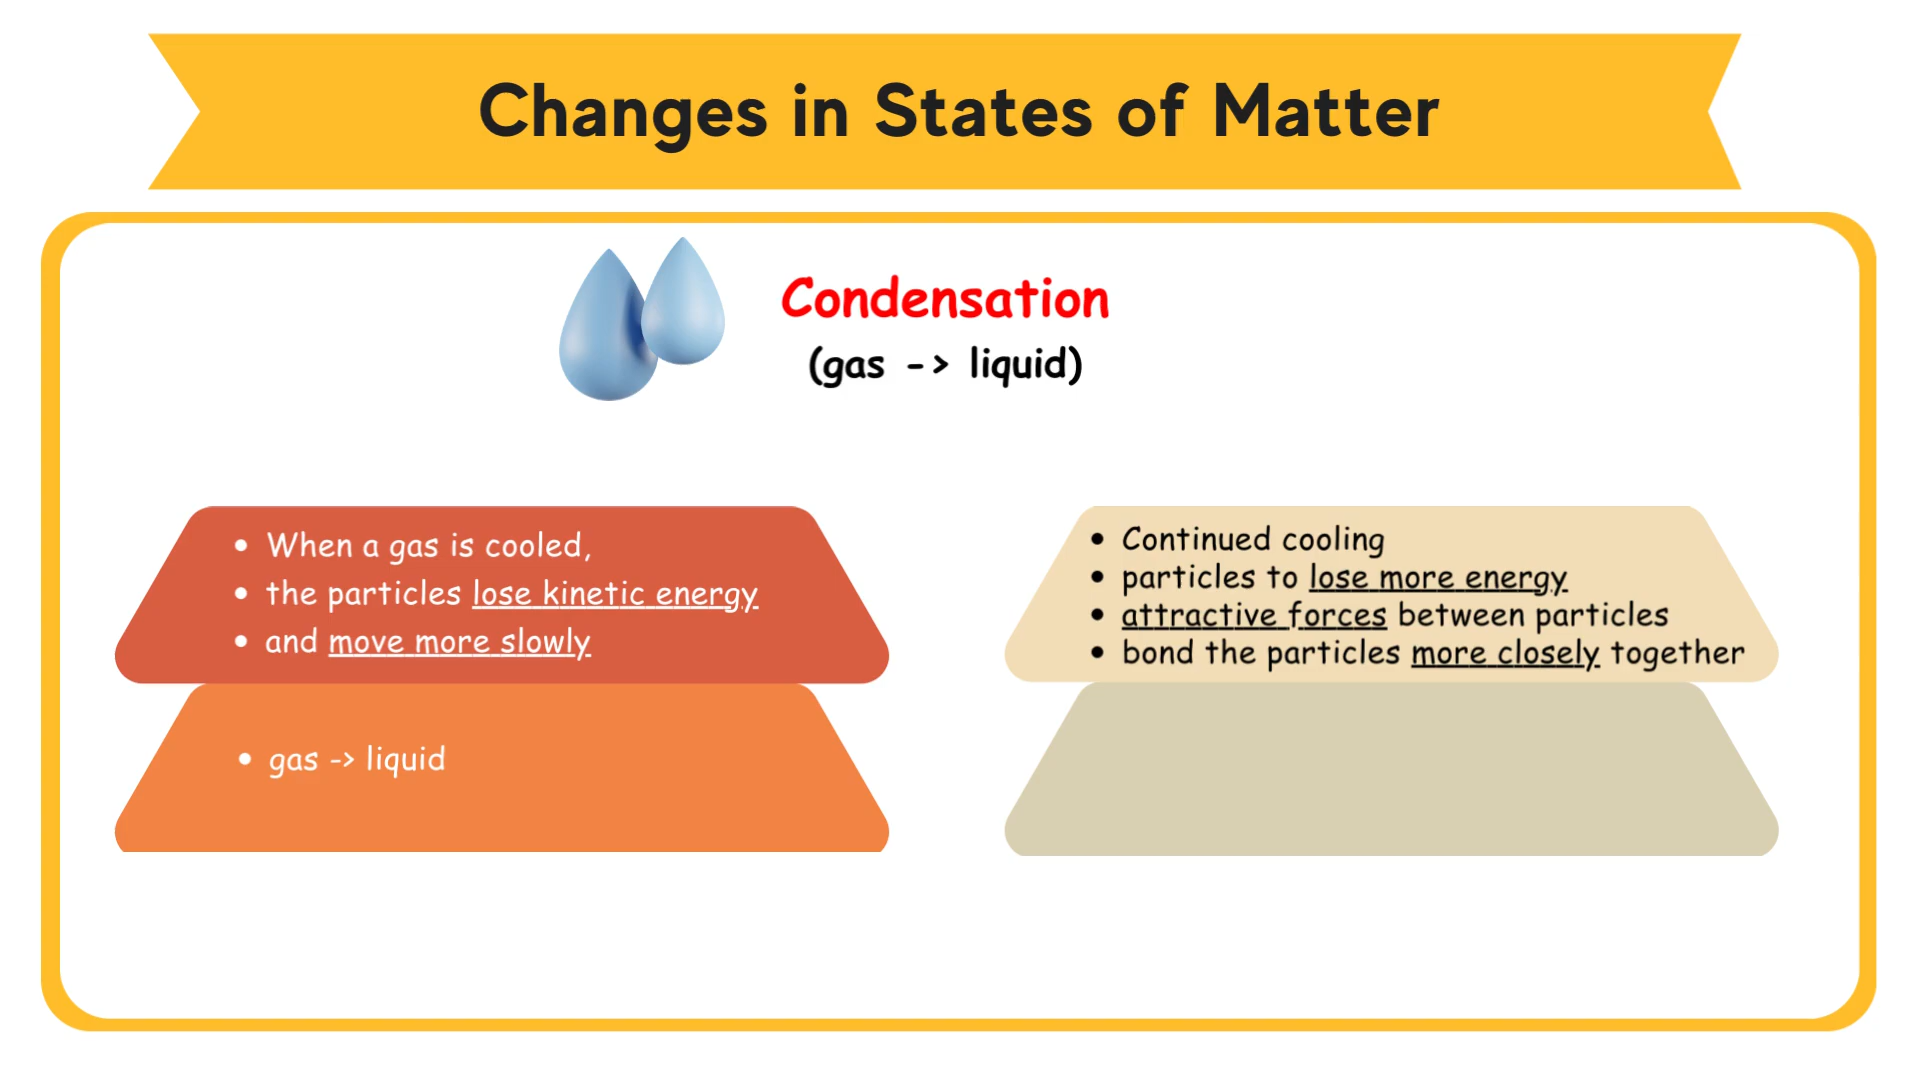 Changes in States of Matter
Condensation
(gas -> liquid)
• When a gas is cooled,
• the particles lose kinetic energy
• and move more slowly
• gas -> liquid
• Continued cooling
• particles to lose more energy
• attractive forces between particles
• bond the particles more closely together